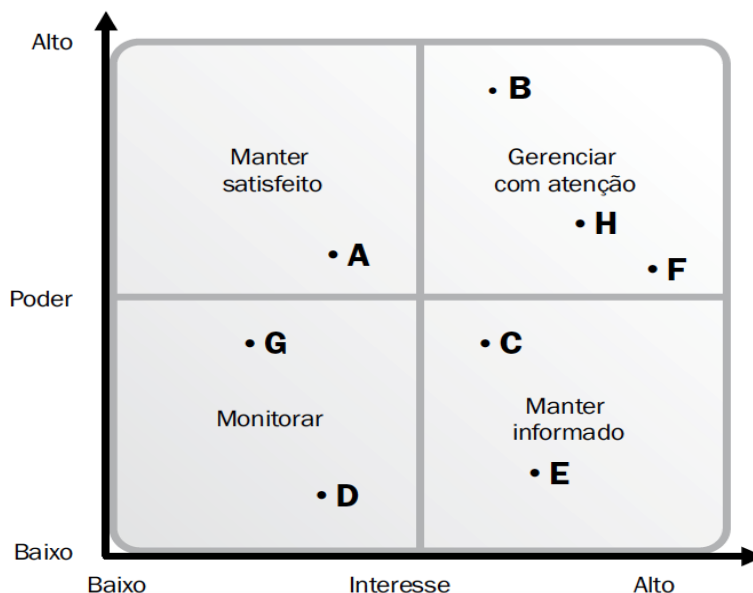 Alto
B
Manter
satisfeito
Gerenciar
com atenção
H
A
F
Poder
G
C
Monitorar
Manter
informado
E
D
Baixo
Baixo
Interesse
Alto